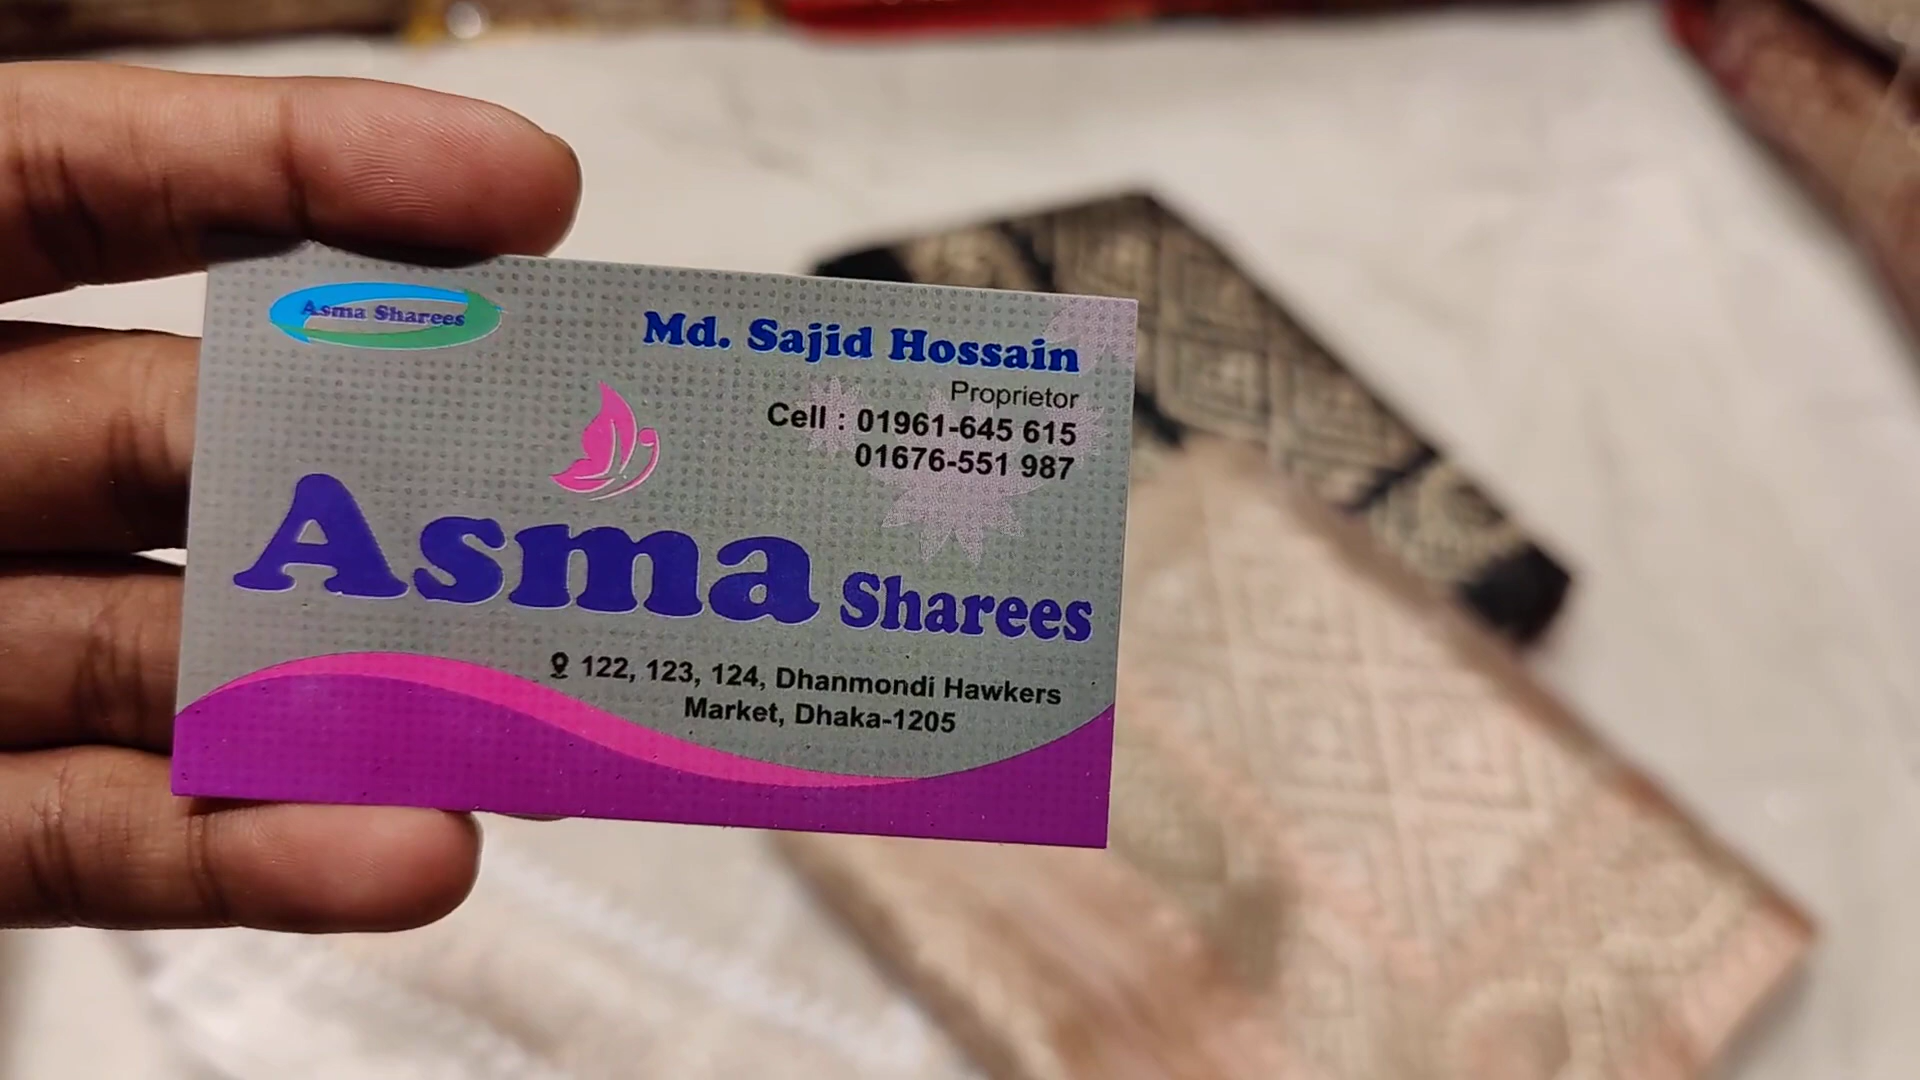 Asma Sharees
Md. Sajid Hossain
Proprietor
Cell : 01961-645 615
01676-551 987
Asma Sharees
122, 123, 124, Dhanmondi Hawkers
Market, Dhaka-1205